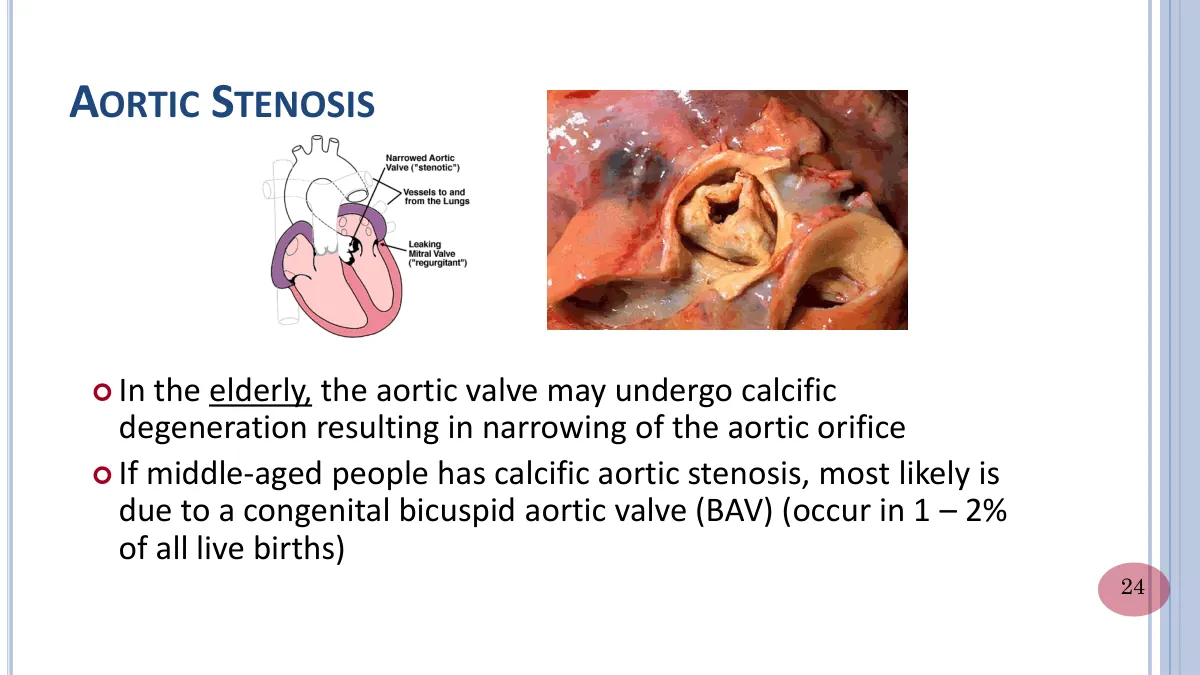 AORTIC STENOSIS
Narrowed Aortic
Valve ("stenotic")
Vessels to and
from the Lungs
Leaking
Mitral Valve
("regurgitant")
In the elderly, the aortic valve may undergo calcific
degeneration resulting in narrowing of the aortic orifice
If middle-aged people has calcific aortic stenosis, most likely is
due to a congenital bicuspid aortic valve (BAV) (occur in 1 – 2%
of all live births)
24